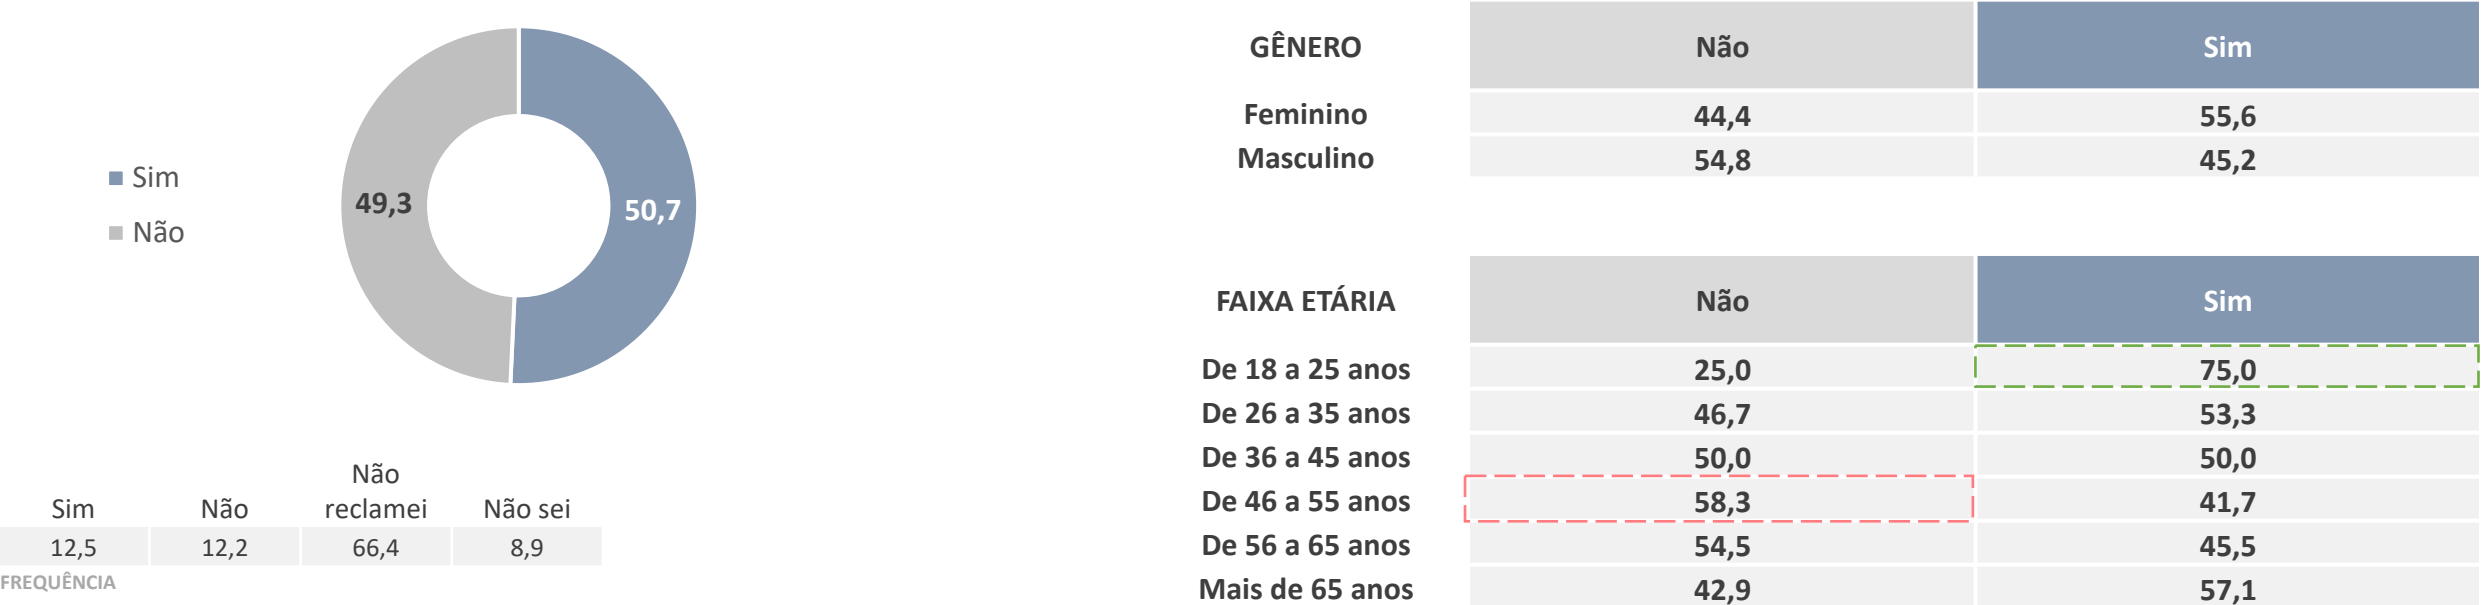 Sim
Não
49,3
50,7
Sim Não Não reclamei Não sei
12,5 12,2 66,4 8,9
FREQUÊNCIA
GÊNERO Não Sim
Feminino 44,4 55,6
Masculino 54,8 45,2
FAIXA ETÁRIA Não Sim
De 18 a 25 anos 25,0 75,0
De 26 a 35 anos 46,7 53,3
De 36 a 45 anos 50,0 50,0
De 46 a 55 anos 58,3 41,7
De 56 a 65 anos 54,5 45,5
Mais de 65 anos 42,9 57,1